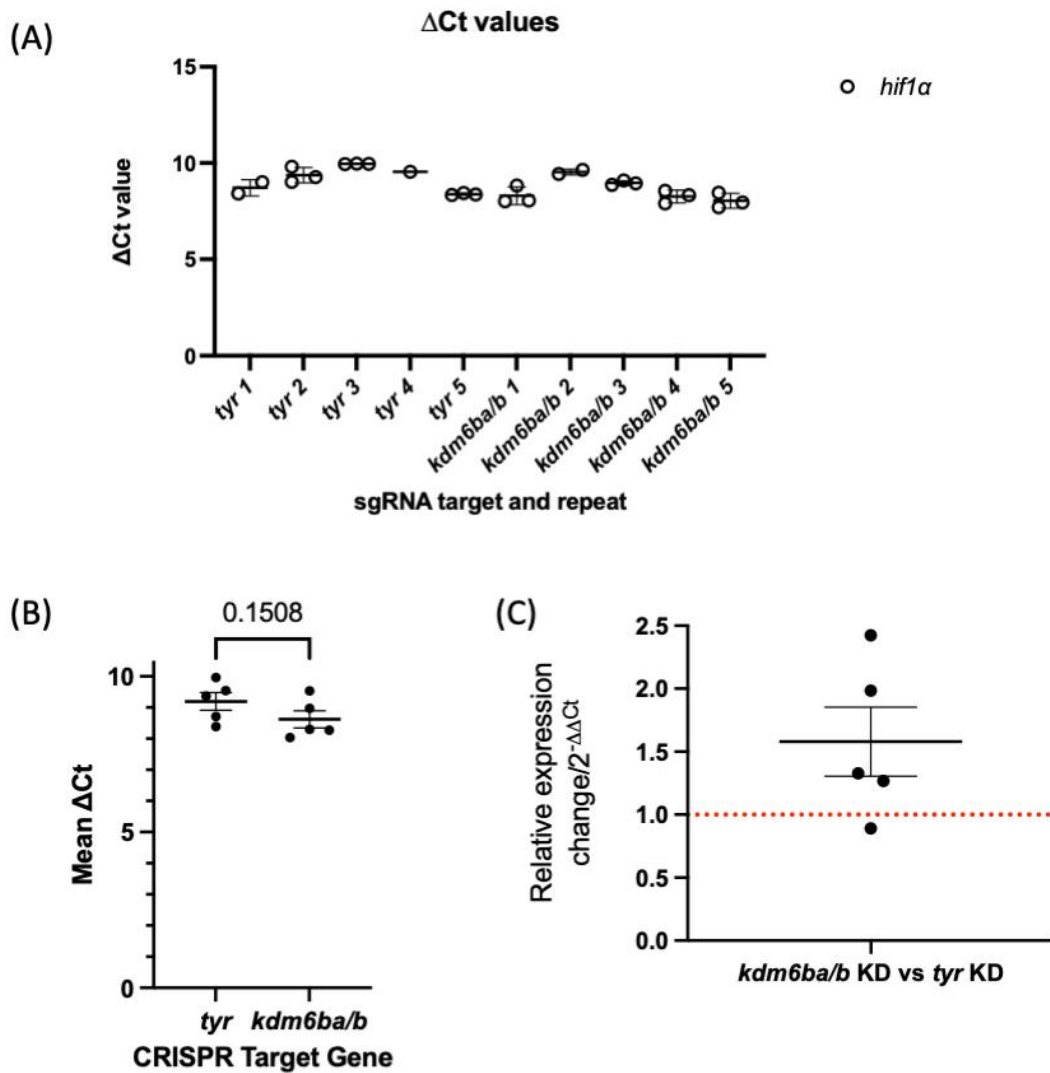 (A)
ΔCt values
hif1α
15
10
5
0
ΔCt value
tyr 1
tyr 2
tyr 3
tyr 4
tyr 5
kdm6ba/b 1
kdm6ba/b 2
kdm6ba/b 3
kdm6ba/b 4
kdm6ba/b 5
sgRNA target and repeat
(B)
0.1508
10
5
0
Mean ΔCt
tyr kdm6ba/b
CRISPR Target Gene
(C)
2.5
2.0
1.5
1.0
0.5
0.0
Relative expression
change/2-ΔΔCt
kdm6ba/b KD vs tyr KD